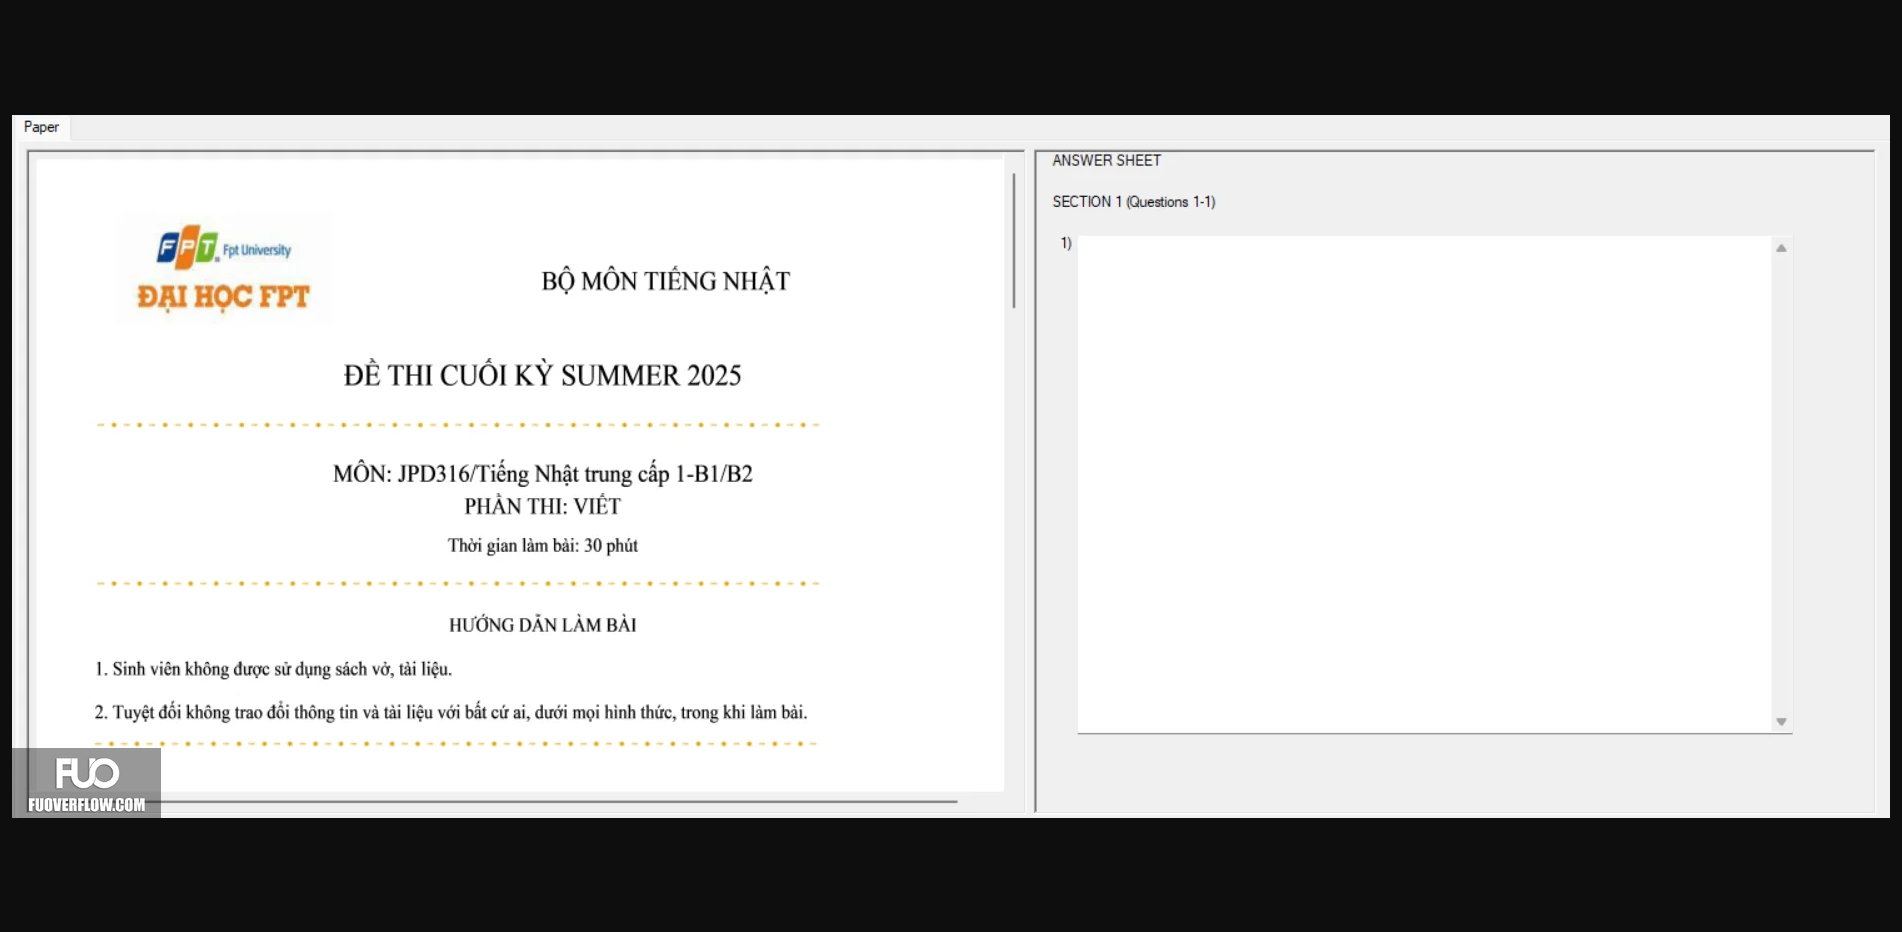 Paper
Fpt University
ĐẠI HỌC FPT
BỘ MÔN TIẾNG NHẬT
ĐỀ THI CUỐI KỲ SUMMER 2025
MÔN: JPD316/Tiếng Nhật trung cấp 1-B1/B2
PHẦN THI: VIẾT
Thời gian làm bài: 30 phút
HƯỚNG DẪN LÀM BÀI
1. Sinh viên không được sử dụng sách vở, tài liệu.
2. Tuyệt đối không trao đổi thông tin và tài liệu với bất cứ ai, dưới mọi hình thức, trong khi làm bài.
FUO
FUOVERFLOW.COM
ANSWER SHEET
SECTION 1 (Questions 1-1)
1)